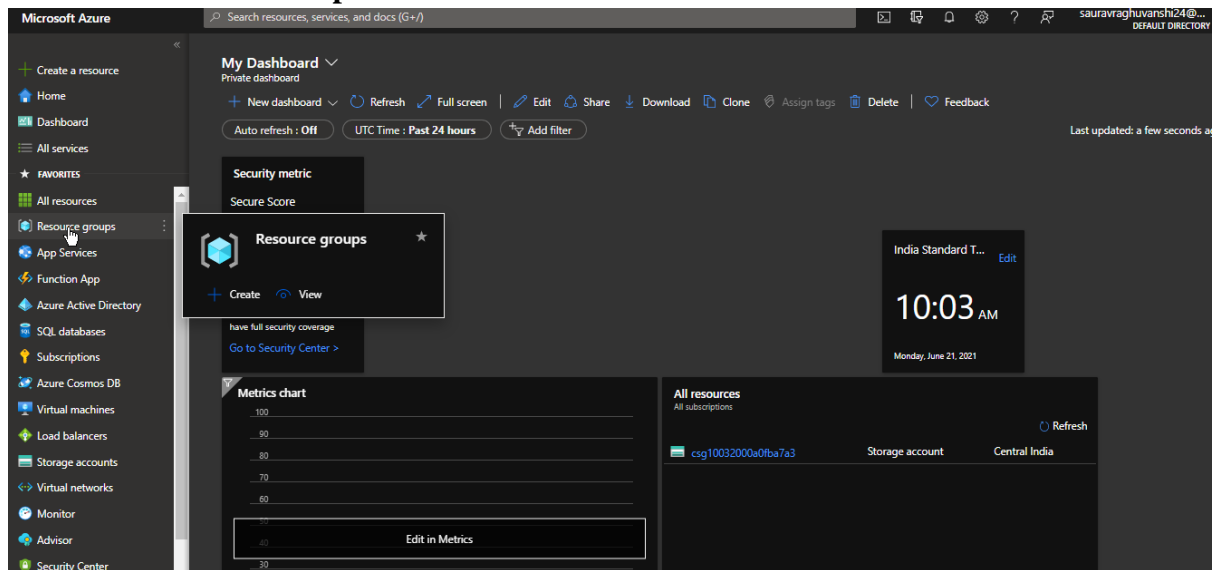 Microsoft Azure
Search resources, services, and docs (G+/)
sauravraghuvanshi24@...
DEFAULT DIRECTORY
«
Create a resource
Home
Dashboard
All services
FAVORITES
All resources
Resource groups
App Services
Function App
Azure Active Directory
SQL databases
Subscriptions
Azure Cosmos DB
Virtual machines
Load balancers
Storage accounts
Virtual networks
Monitor
Advisor
Security Center
My Dashboard
Private dashboard
New dashboard Refresh Full screen Edit Share Download Clone Assign tags Delete Feedback
Auto refresh : Off UTC Time : Past 24 hours Add filter
Last updated: a few seconds a
Security metric
Secure Score
Resource groups
Create View
have full security coverage
Go to Security Center >
India Standard T... Edit
10:03 AM
Monday, June 21, 2021
Metrics chart
100
90
80
70
60
50
40
30
Edit in Metrics
All resources
All subscriptions
Refresh
csg10032000a0fba7a3 Storage account Central India